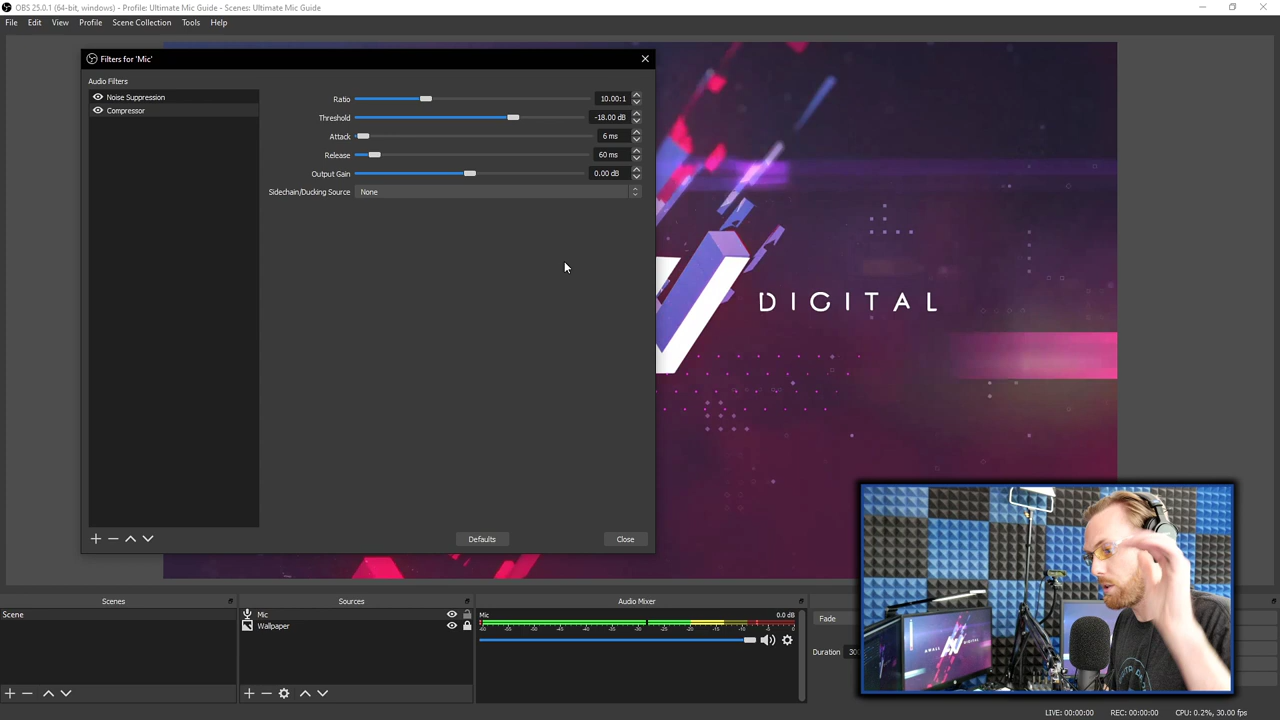 OBS 25.0.1 (64-bit, windows) - Profile: Ultimate Mic Guide - Scenes: Ultimate Mic Guide
File Edit View Profile Scene Collection Tools Help
Filters for 'Mic'
Audio Filters
Noise Suppression
Compressor
Ratio 10.00:1
Threshold -18.00 dB
Attack 6 ms
Release 60 ms
Output Gain 0.00 dB
Sidechain/Ducking Source None
DIGITAL
Defaults Close
Scenes Sources Audio Mixer
Scene
Mic
Wallpaper
Mic 0.0 dB
Fade
Duration 30
LIVE: 00:00:00 REC: 00:00:00 CPU: 0.2%, 30.00 fps